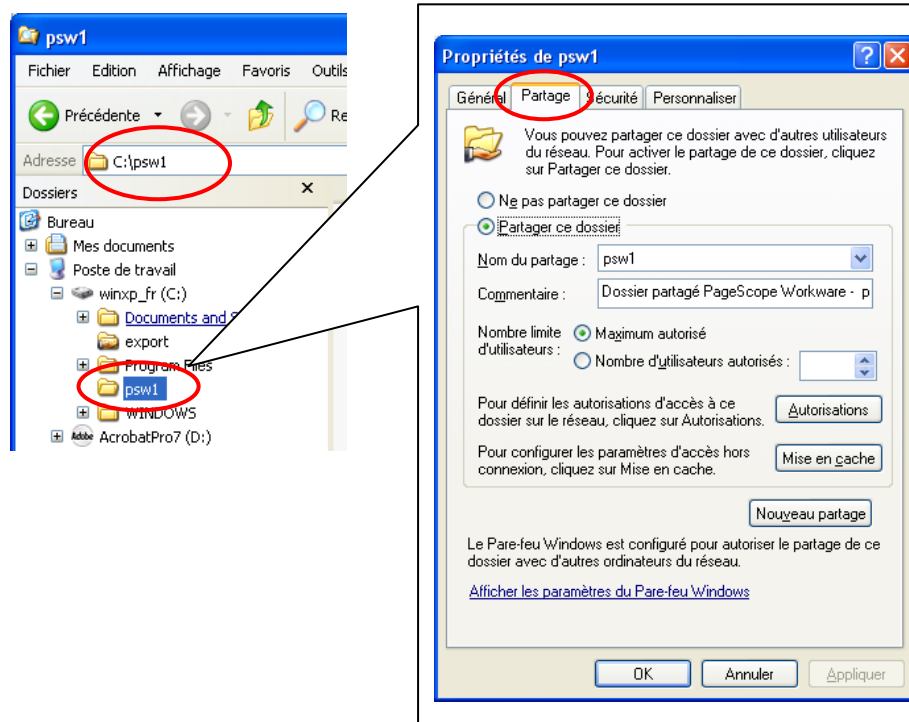 psw1
Fichier Edition Affichage Favoris Outils
Précédente Re
Adresse C:\psw1
Dossiers
Bureau
Mes documents
Poste de travail
winxp_fr (C:)
Documents and S
export
Program Files
psw1
WINDOWS
AcrobatPro7 (D:)
Propriétés de psw1
Général Partage Sécurité Personnaliser
Vous pouvez partager ce dossier avec d'autres utilisateurs
du réseau. Pour activer le partage de ce dossier, cliquez
sur Partager ce dossier.
Ne pas partager ce dossier
Partager ce dossier
Nom du partage : psw1
Commentaire : Dossier partagé PageScope Workware - p
Nombre limite
d'utilisateurs :
Maximum autorisé
Nombre d'utilisateurs autorisés :
Pour définir les autorisations d'accès à ce
dossier sur le réseau, cliquez sur Autorisations.
Autorisations
Pour configurer les paramètres d'accès hors
connexion, cliquez sur Mise en cache.
Mise en cache
Nouveau partage
Le Pare-feu Windows est configuré pour autoriser le partage de ce
dossier avec d'autres ordinateurs du réseau.
Afficher les paramètres du Pare-feu Windows
OK Annuler Appliquer